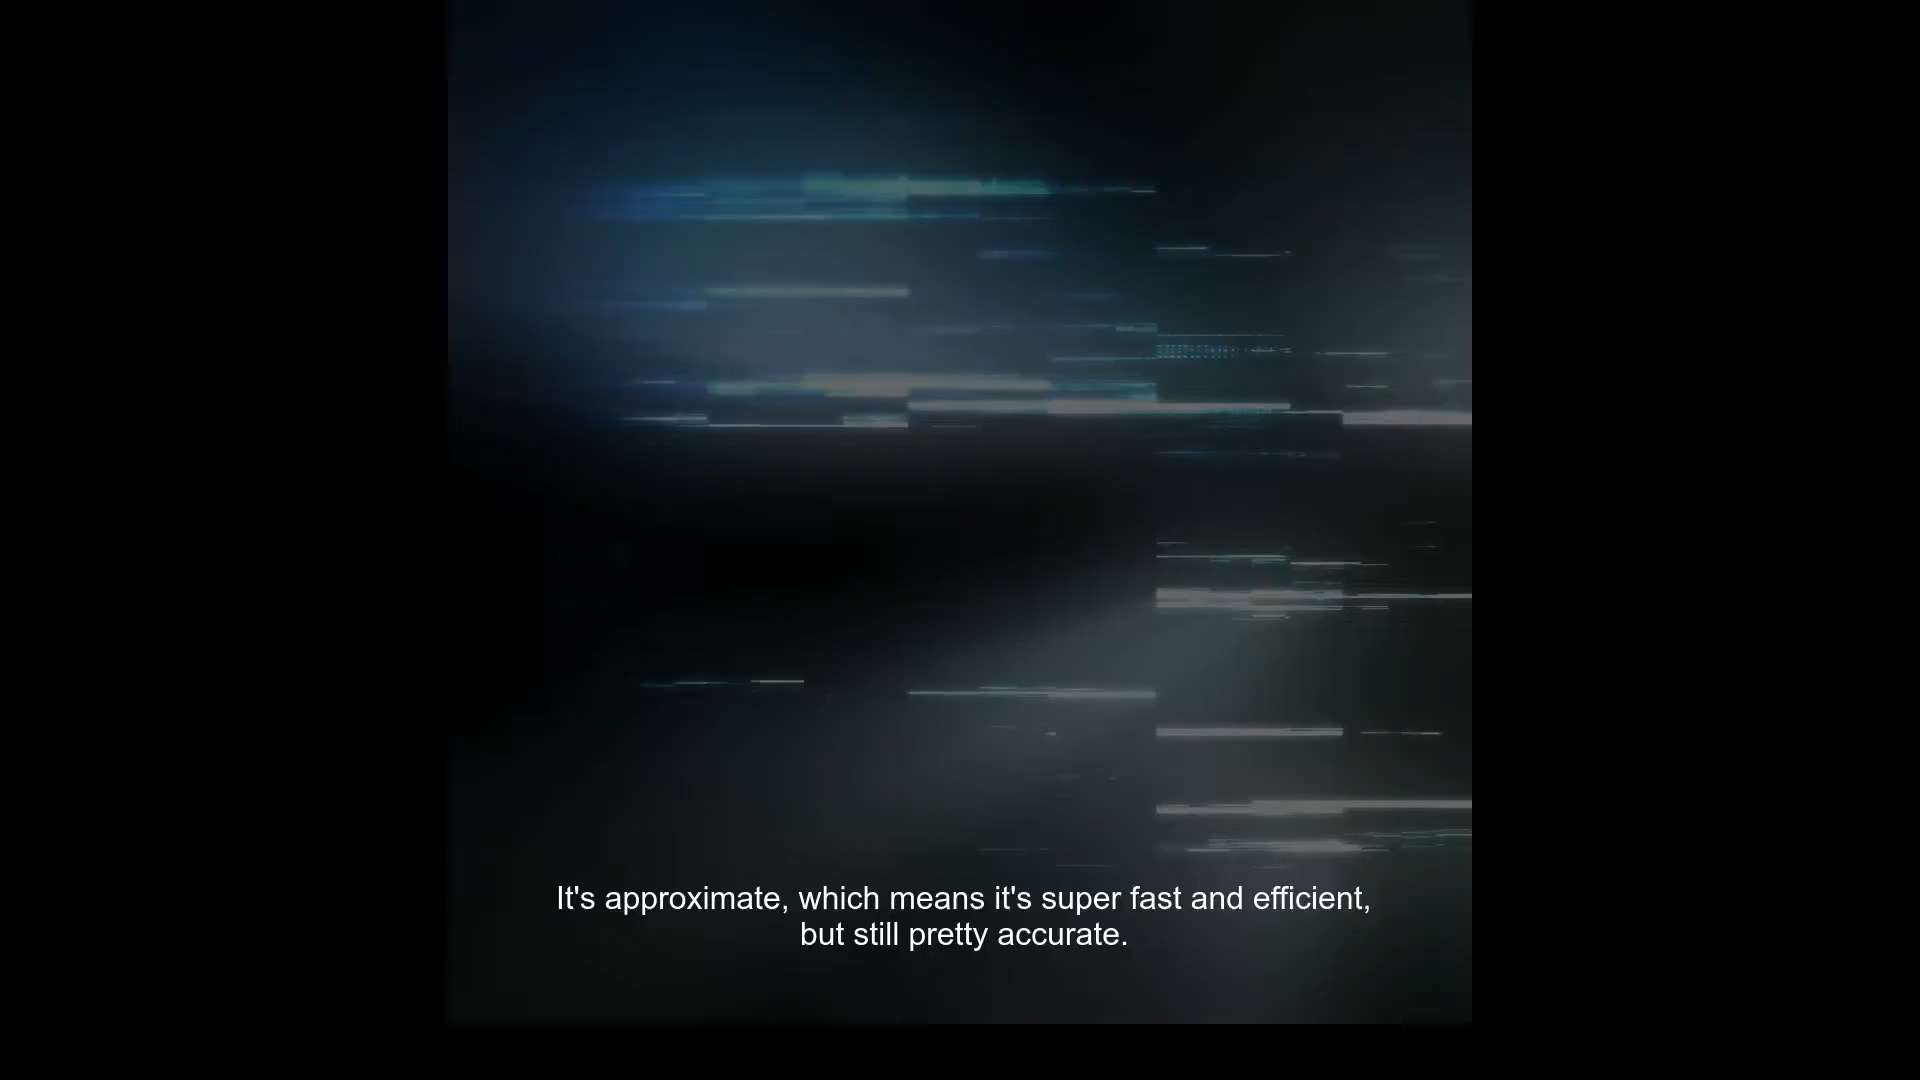 It's approximate, which means it's super fast and efficient,
but still pretty accurate.